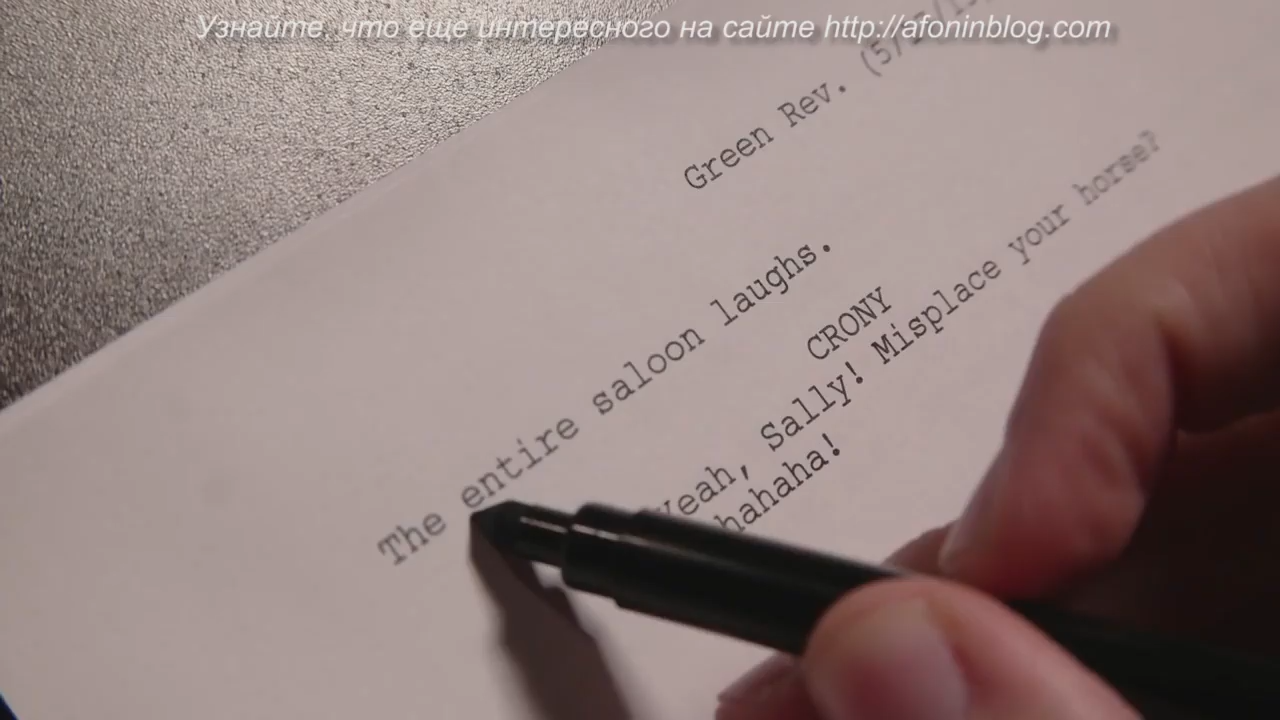 Узнайте, что еще интересного на сайте http://afoninblog.com
Green Rev.
The entire saloon laughs.
CRONY
Yeah, Sally! Misplace your horse?
hahaha!